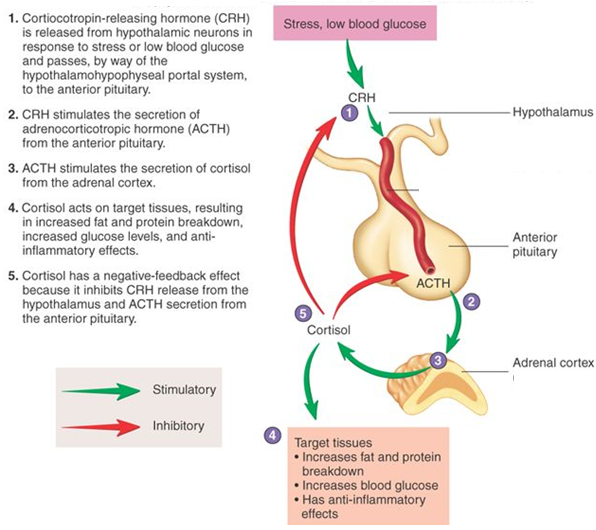 1. Cortiocotropin-releasing hormone (CRH)
is released from hypothalamic neurons in
response to stress or low blood glucose
and passes, by way of the
hypothalamohypophyseal portal system,
to the anterior pituitary.
2. CRH stimulates the secretion of
adrenocorticotropic hormone (ACTH)
from the anterior pituitary.
3. ACTH stimulates the secretion of cortisol
from the adrenal cortex.
4. Cortisol acts on target tissues, resulting
in increased fat and protein breakdown,
increased glucose levels, and anti-
inflammatory effects.
5. Cortisol has a negative-feedback effect
because it inhibits CRH release from the
hypothalamus and ACTH secretion from
the anterior pituitary.
Stimulatory
Inhibitory
Stress, low blood glucose
CRH
1
Hypothalamus
Anterior
pituitary
ACTH
2
5
Cortisol
3
Adrenal cortex
4
Target tissues
• Increases fat and protein
breakdown
• Increases blood glucose
• Has anti-inflammatory
effects